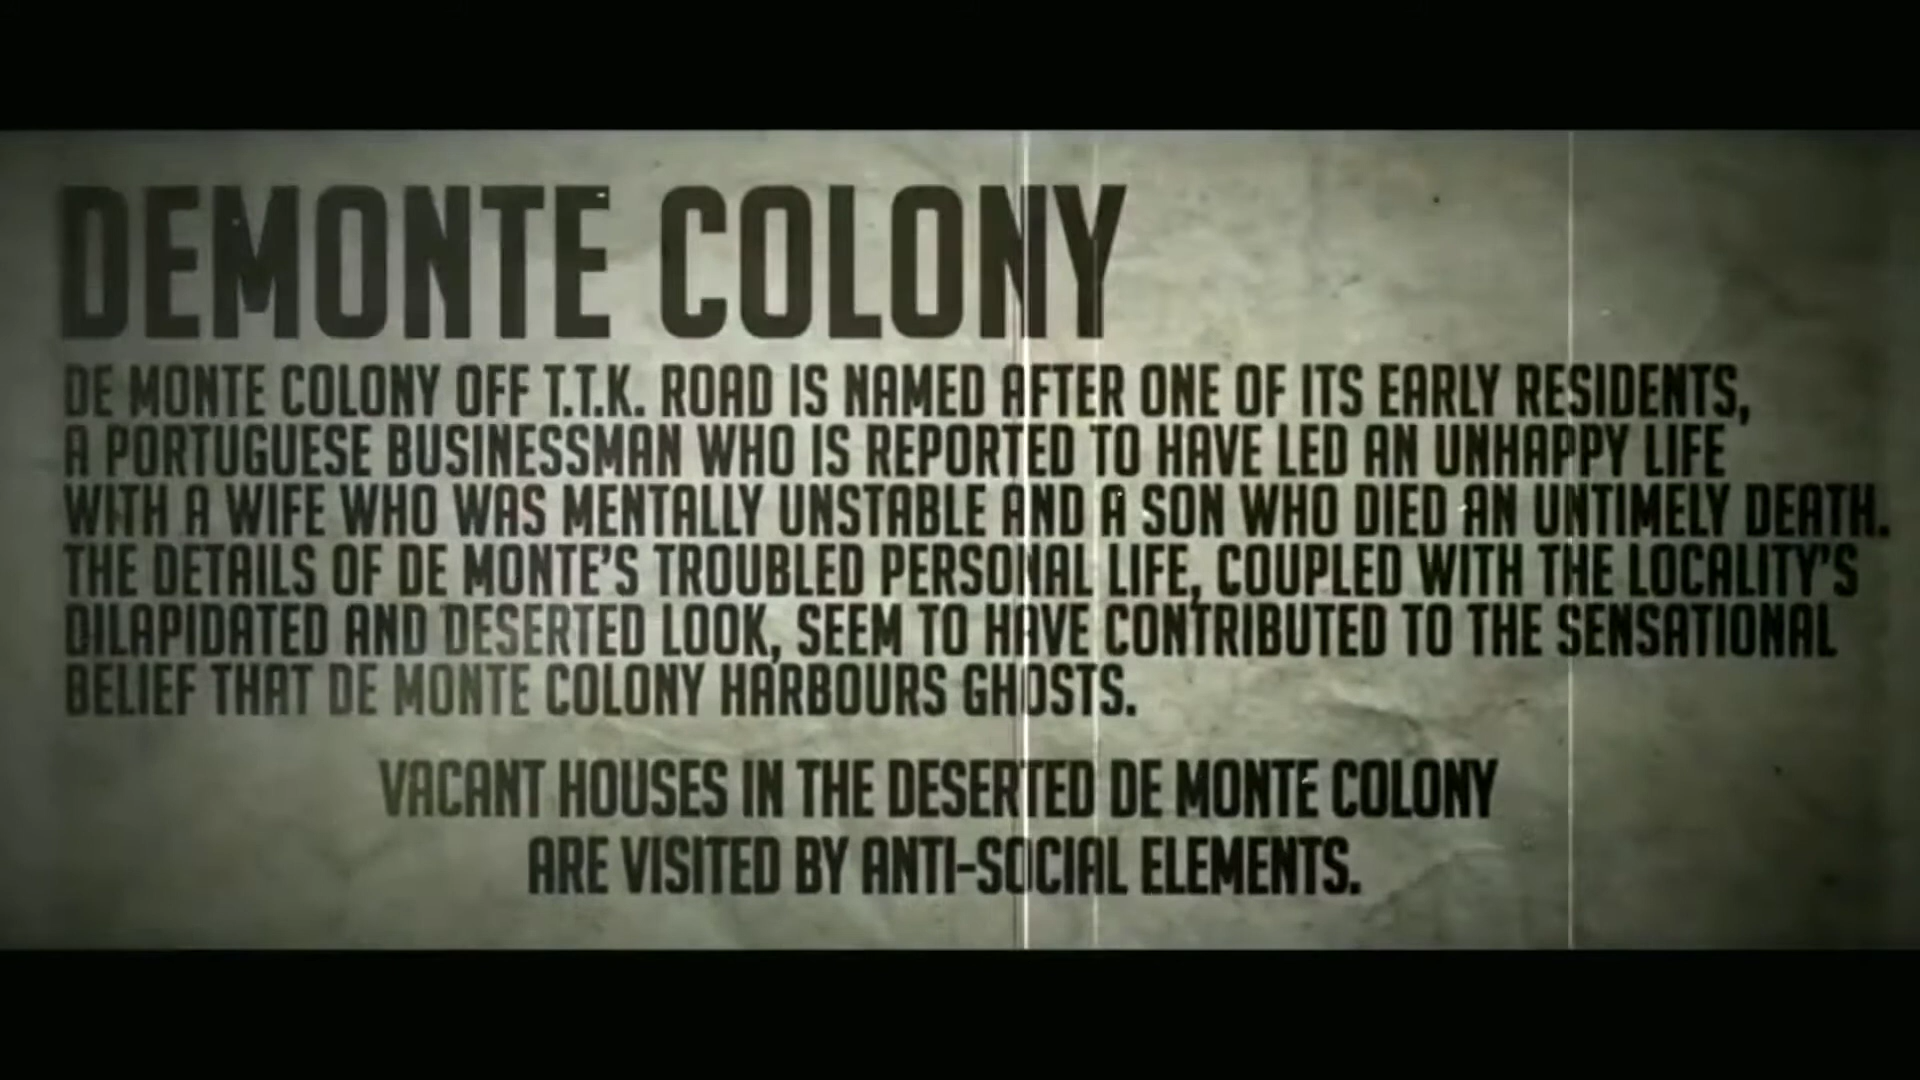 DEMONTE COLONY
DE MONTE COLONY OFF T.T.K. ROAD IS NAMED AFTER ONE OF ITS EARLY RESIDENTS,
A PORTUGUESE BUSINESSMAN WHO IS REPORTED TO HAVE LED AN UNHAPPY LIFE
WITH A WIFE WHO WAS MENTALLY UNSTABLE AND A SON WHO DIED AN UNTIMELY DEATH.
THE DETAILS OF DE MONTE'S TROUBLED PERSONAL LIFE, COUPLED WITH THE LOCALITY'S
DILAPIDATED AND DESERTED LOOK, SEEM TO HAVE CONTRIBUTED TO THE SENSATIONAL
BELIEF THAT DE MONTE COLONY HARBOURS GHOSTS.
VACANT HOUSES IN THE DESERTED DE MONTE COLONY
ARE VISITED BY ANTI-SOCIAL ELEMENTS.